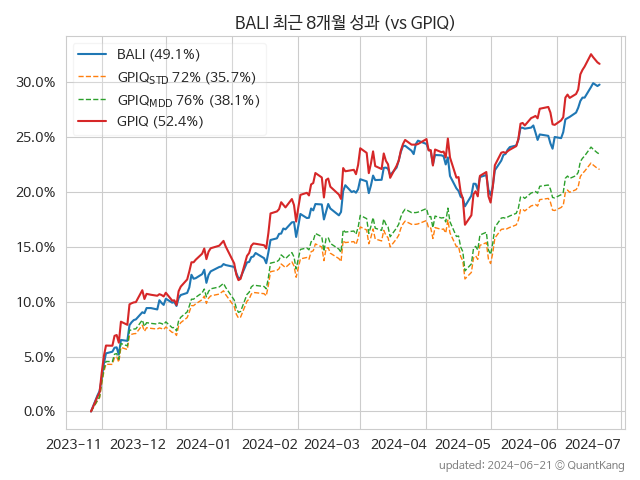 BALI 최근 8개월 성과 (vs GPIQ)
BALI (49.1%)
GPIQSTD 72% (35.7%)
GPIQMDD 76% (38.1%)
GPIQ (52.4%)
30.0%
25.0%
20.0%
15.0%
10.0%
5.0%
0.0%
2023-11 2023-12 2024-01 2024-02 2024-03 2024-04 2024-05 2024-06 2024-07
updated: 2024-06-21 @ QuantKang